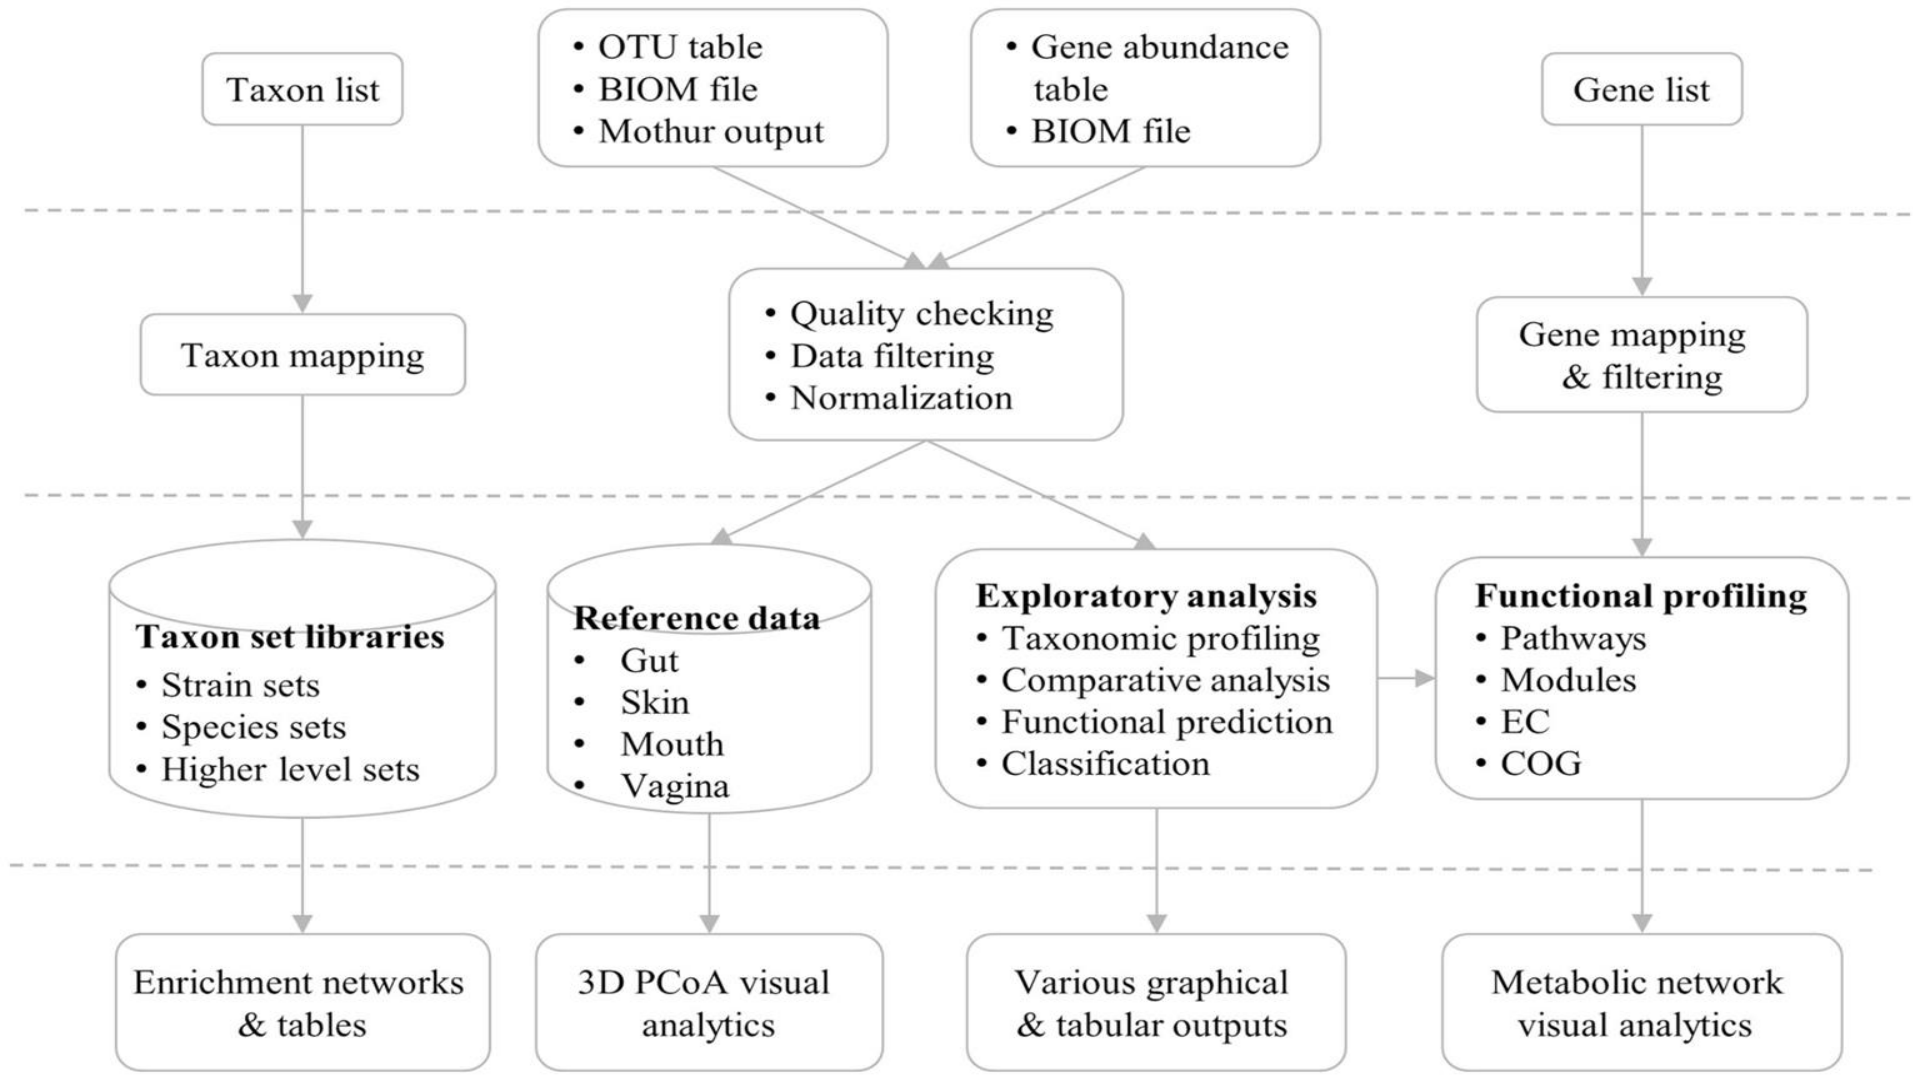 Taxon list
• OTU table
• BIOM file
• Mothur output
• Gene abundance
table
• BIOM file
Gene list
Taxon mapping
• Quality checking
• Data filtering
• Normalization
Gene mapping
& filtering
Taxon set libraries
• Strain sets
• Species sets
• Higher level sets
Reference data
• Gut
• Skin
• Mouth
• Vagina
Exploratory analysis
• Taxonomic profiling
• Comparative analysis
• Functional prediction
• Classification
Functional profiling
• Pathways
• Modules
• EC
• COG
Enrichment networks
& tables
3D PCoA visual
analytics
Various graphical
& tabular outputs
Metabolic network
visual analytics